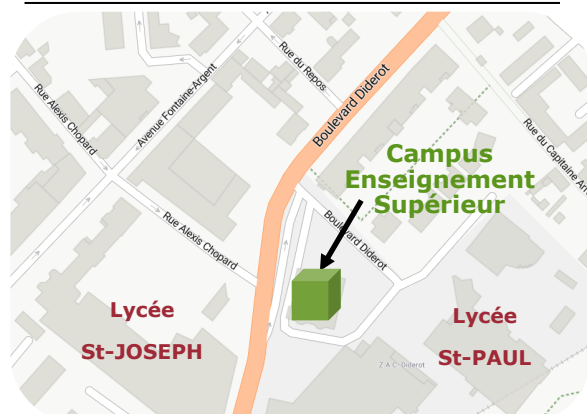 Rue du Repos
Avenue Fontaine-Argent
Rue Alexis Chopard
Boulevard Diderot
Rue du Capitaine Arr
Campus
Enseignement
Supérieur
Boulevard Diderot
Rue Alexis Chopard
Lycée
St-JOSEPH
Lycée
St-PAUL
Z.A.C. Diderot